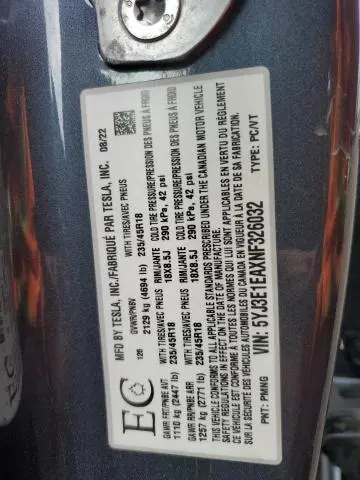 MFD BY TESLA, INC./FABRIQUÉ PAR TESLA, INC. 08/22
GVWR/PNBV WITH TIRES/AVEC PNEUS COLD TIRE PRESSURE/PRESSION DES PNEUS À FROID
126 2129 kg (4694 lb) 235/45R18 290 kPa, 42 psi
EC
GAWR FRT/PNBE AVT WITH TIRES/AVEC PNEUS RIM/JANTE COLD TIRE PRESSURE/PRESSION DES PNEUS À FROID
1110 kg (2447 lb) 235/45R18 18X8.5J 290 kPa, 42 psi
GAWR RR/PNBE ARR WITH TIRES/AVEC PNEUS RIM/JANTE COLD TIRE PRESSURE/PRESSION DES PNEUS À FROID
1257 kg (2771 lb) 235/45R18 18X8.5J 290 kPa, 42 psi
THIS VEHICLE CONFORMS TO ALL APPLICABLE STANDARDS PRESCRIBED UNDER THE CANADIAN MOTOR VEHICLE
SAFETY REGULATIONS IN EFFECT ON THE DATE OF MANUFACTURE.
CE VÉHICULE EST CONFORME À TOUTES LES NORMES QUI LUI SONT APPLICABLES EN VERTU DU RÈGLEMENT
SUR LA SÉCURITÉ DES VÉHICULES AUTOMOBILES DU CANADA EN VIGUEUR À LA DATE DE SA FABRICATION.
VIN: 5YJ3E1EAXNF326032
PNT: PMNG TYPE: PC/VT